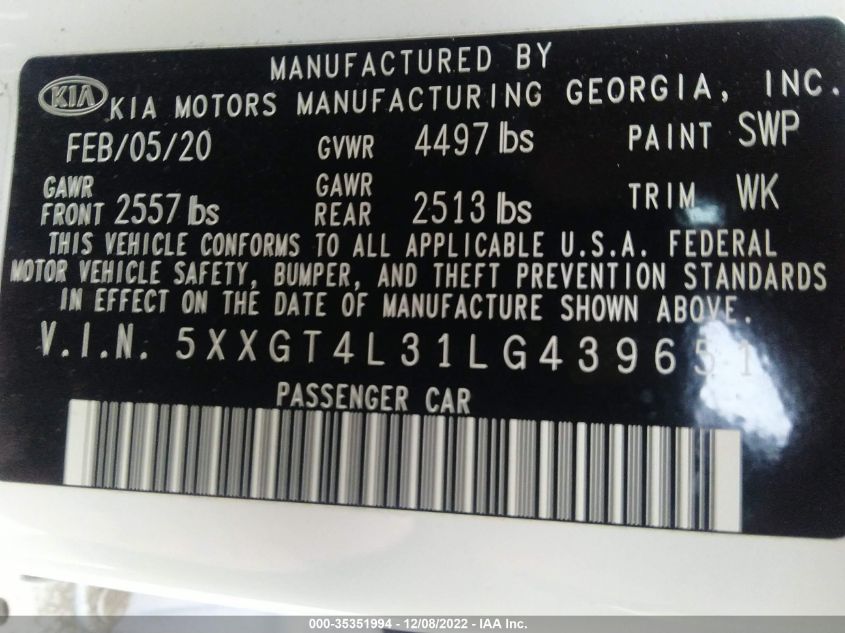 MANUFACTURED BY
KIA KIA MOTORS MANUFACTURING GEORGIA, INC.
FEB/05/20 GVWR 4497 lbs PAINT SWP
GAWR FRONT 2557 lbs GAWR REAR 2513 lbs TRIM WK
THIS VEHICLE CONFORMS TO ALL APPLICABLE U.S.A. FEDERAL
MOTOR VEHICLE SAFETY, BUMPER, AND THEFT PREVENTION STANDARDS
IN EFFECT ON THE DATE OF MANUFACTURE SHOWN ABOVE.
V.I.N. 5XXGT4L31LG439651
PASSENGER CAR
000-35351994 - 12/08/2022 - IAA Inc.